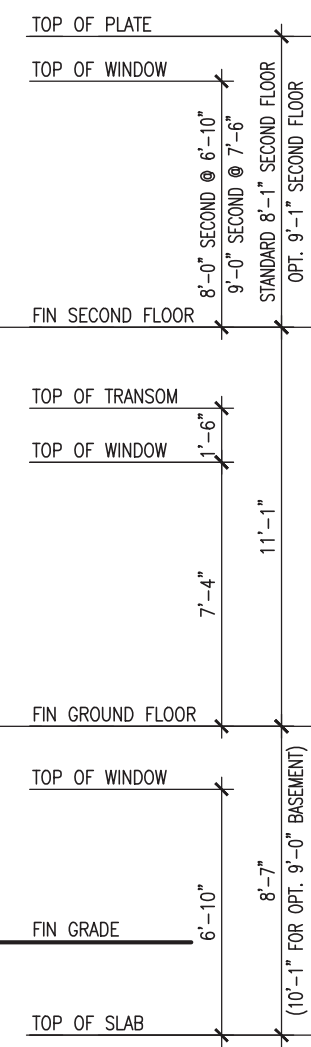 TOP OF PLATE
TOP OF WINDOW
8'-0" SECOND @ 6'-10"
9'-0" SECOND @ 7'-6"
STANDARD 8'-1" SECOND FLOOR
OPT. 9'-1" SECOND FLOOR
FIN SECOND FLOOR
TOP OF TRANSOM
1'-6"
TOP OF WINDOW
7'-4"
11'-1"
FIN GROUND FLOOR
TOP OF WINDOW
6'-10"
8'-7"
(10'-1" FOR OPT. 9'-0" BASEMENT)
FIN GRADE
TOP OF SLAB